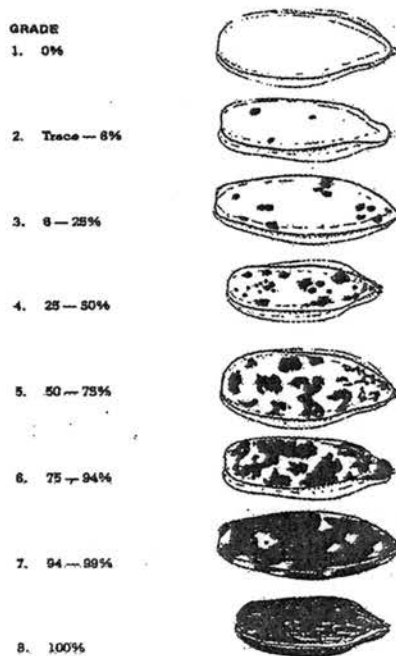 GRADE
1. 0%
2. Trace — 6%
3. 6 — 25%
4. 25 — 50%
5. 50 — 75%
6. 75 — 94%
7. 94 — 99%
8. 100%